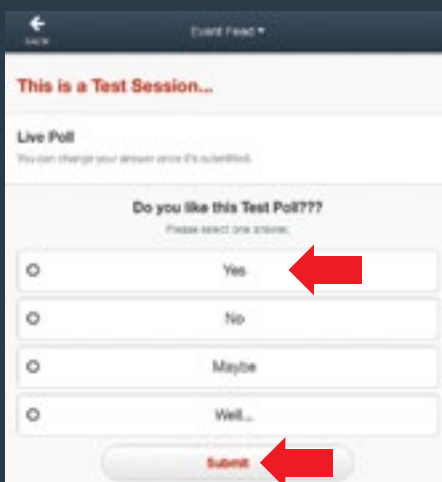 BACK
Event Feed
This is a Test Session...
Live Poll
You can change your answer once it's submitted.
Do you like this Test Poll???
Please select one answer.
Yes
No
Maybe
Well...
Submit